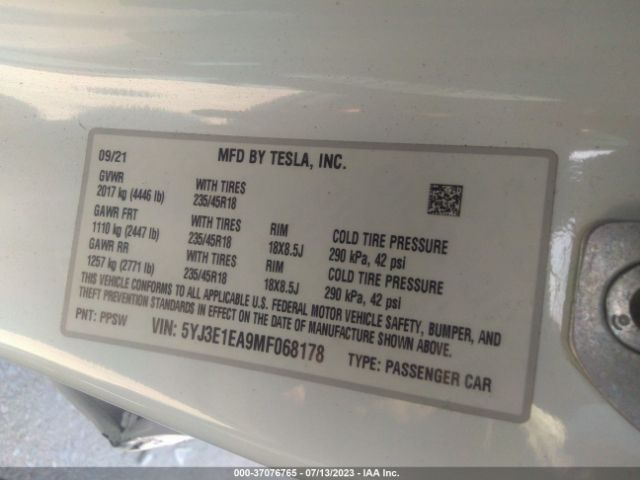 09/21 MFD BY TESLA, INC.
GVWR
2017 kg (4446 lb) WITH TIRES
235/45R18
GAWR FRT
1110 kg (2447 lb) WITH TIRES RIM COLD TIRE PRESSURE
235/45R18 18X8.5J 290 kPa, 42 psi
GAWR RR
1257 kg (2771 lb) WITH TIRES RIM COLD TIRE PRESSURE
235/45R18 18X8.5J 290 kPa, 42 psi
THIS VEHICLE CONFORMS TO ALL APPLICABLE U.S. FEDERAL MOTOR VEHICLE SAFETY, BUMPER, AND
THEFT PREVENTION STANDARDS IN EFFECT ON THE DATE OF MANUFACTURE SHOWN ABOVE.
PNT: PPSW VIN: 5YJ3E1EA9MF068178 TYPE: PASSENGER CAR
000-37076765 - 07/13/2023 - IAA Inc.